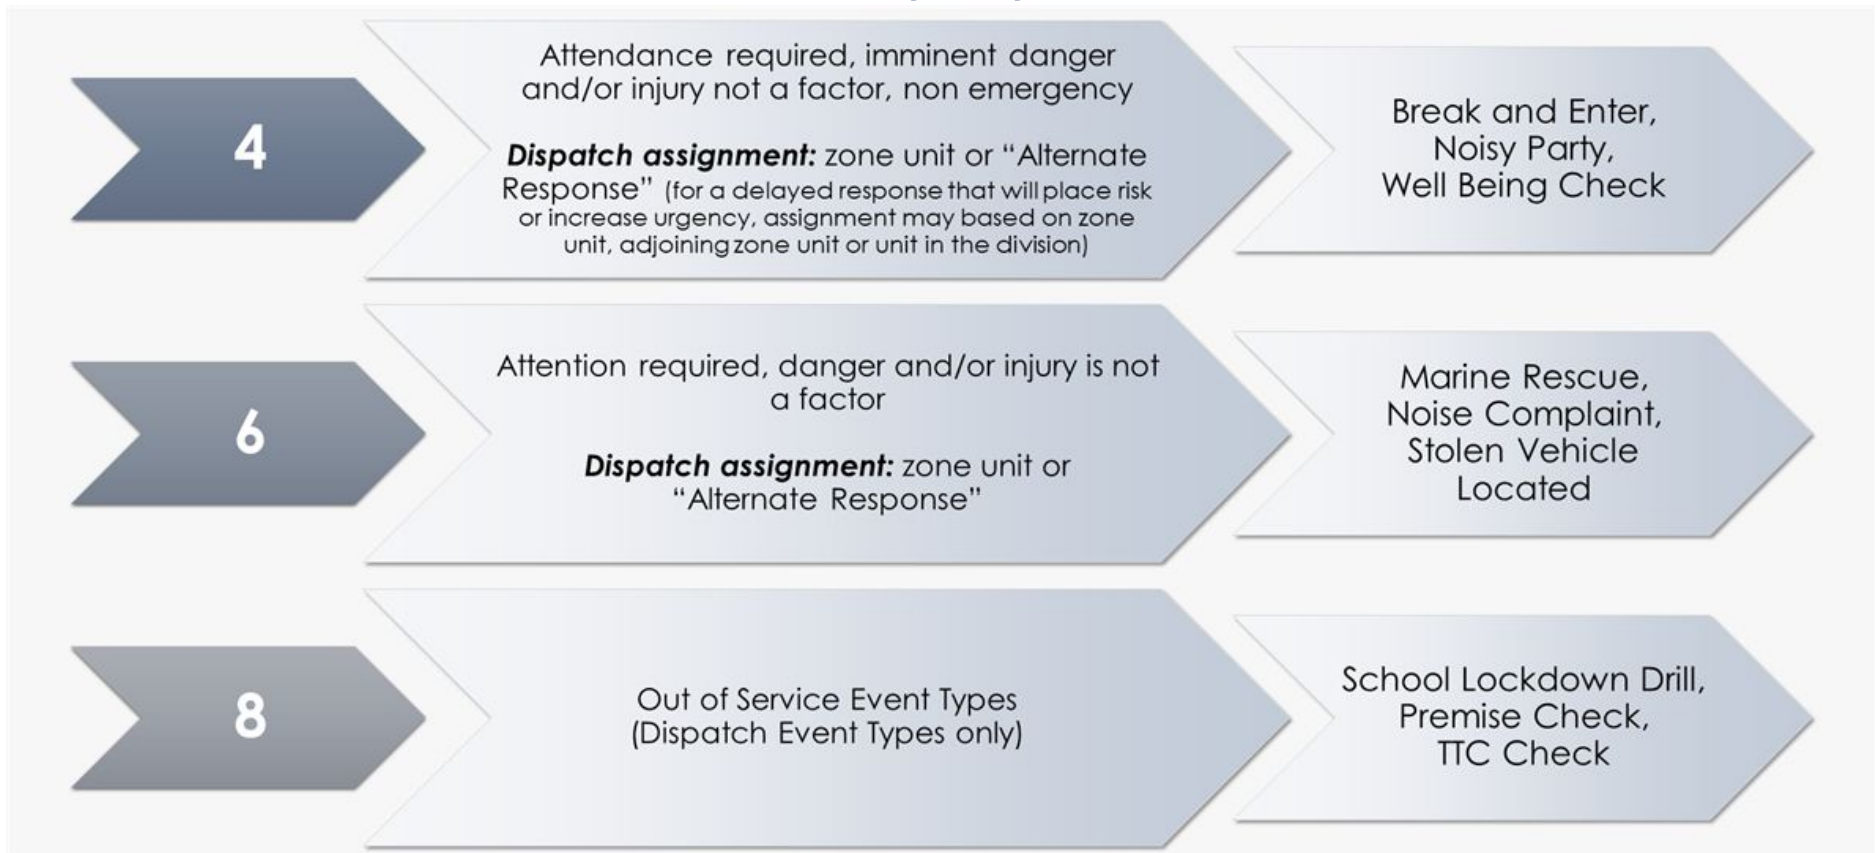 4
Attendance required, imminent danger
and/or injury not a factor, non emergency
Dispatch assignment: zone unit or “Alternate
Response” (for a delayed response that will place risk
or increase urgency, assignment may based on zone
unit, adjoining zone unit or unit in the division)
Break and Enter,
Noisy Party,
Well Being Check
6
Attention required, danger and/or injury is not
a factor
Dispatch assignment: zone unit or
“Alternate Response”
Marine Rescue,
Noise Complaint,
Stolen Vehicle
Located
8
Out of Service Event Types
(Dispatch Event Types only)
School Lockdown Drill,
Premise Check,
TTC Check